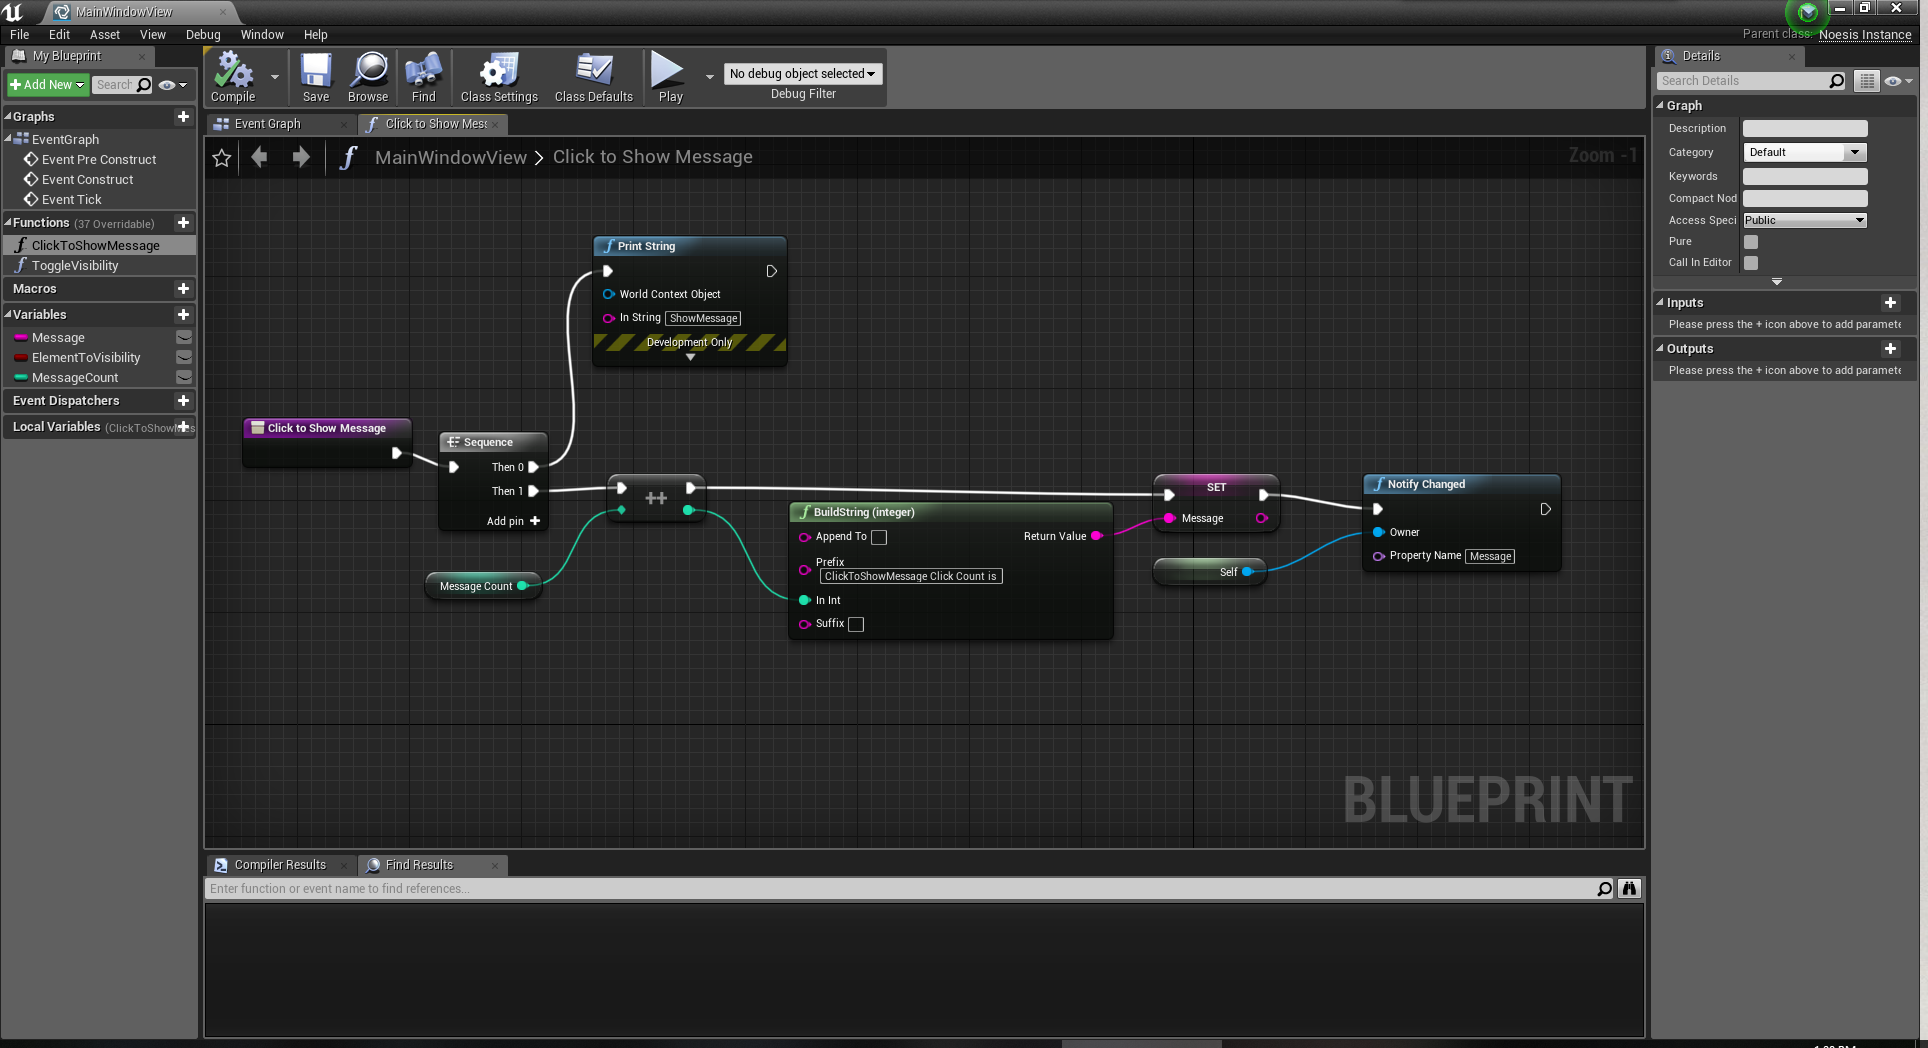 MainWindowView
File Edit Asset View Debug Window Help
Parent class: Noesis Instance
My Blueprint
Add New
Search
Graphs
EventGraph
Event Pre Construct
Event Construct
Event Tick
Functions (37 Overridable)
ClickToShowMessage
ToggleVisibility
Macros
Variables
Message
ElementToVisibility
MessageCount
Event Dispatchers
Local Variables (ClickToShowMes
Compile
Save
Browse
Find
Class Settings
Class Defaults
Play
No debug object selected
Debug Filter
Event Graph
Click to Show Mess
MainWindowView > Click to Show Message
Zoom -1
Print String
World Context Object
In String ShowMessage
Development Only
Click to Show Message
Sequence
Then 0
Then 1
Add pin
Message Count
++
BuildString (integer)
Append To
Return Value
Prefix
ClickToShowMessage Click Count is
In Int
Suffix
SET
Message
Self
Notify Changed
Owner
Property Name Message
BLUEPRINT
Compiler Results
Find Results
Enter function or event name to find references...
Details
Search Details
Graph
Description
Category Default
Keywords
Compact Nod
Access Speci Public
Pure
Call In Editor
Inputs
Please press the + icon above to add paramete
Outputs
Please press the + icon above to add paramete